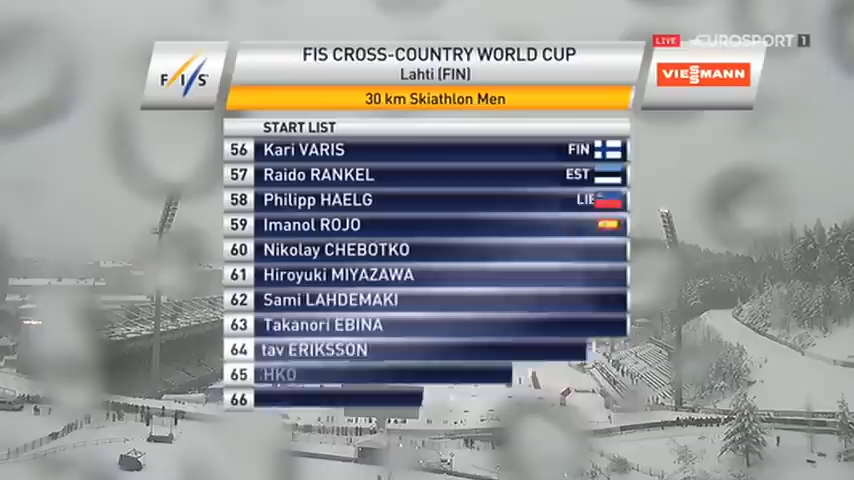 LIVE EUROSPORT 1
FIS
FIS CROSS-COUNTRY WORLD CUP
Lahti (FIN)
VIESSMANN
30 km Skiathlon Men
START LIST
56 Kari VARIS FIN
57 Raido RANKEL EST
58 Philipp HAELG LIE
59 Imanol ROJO
60 Nikolay CHEBOTKO
61 Hiroyuki MIYAZAWA
62 Sami LAHDEMAKI
63 Takanori EBINA
64 tav ERIKSSON
65 HKO
66